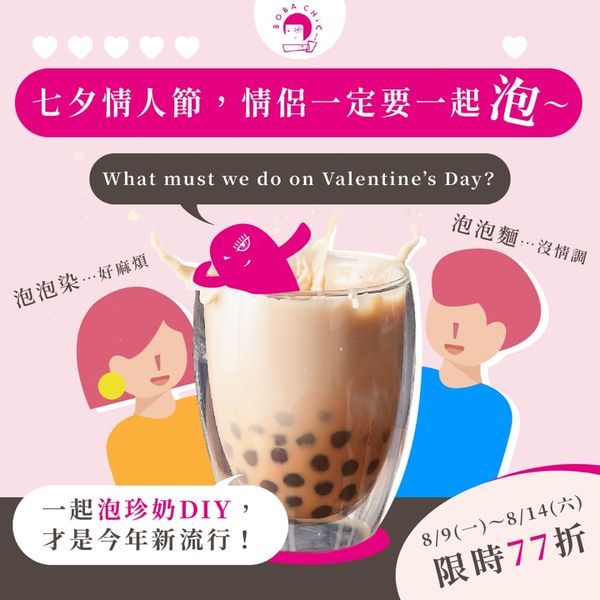 BOBA CHiC
七夕情人節，情侶一定要一起泡~
What must we do on Valentine's Day?
泡泡染…好麻煩
泡泡麵…沒情調
一起泡珍奶DIY，
才是今年新流行！
8/9(一)～8/14(六)
限時77折